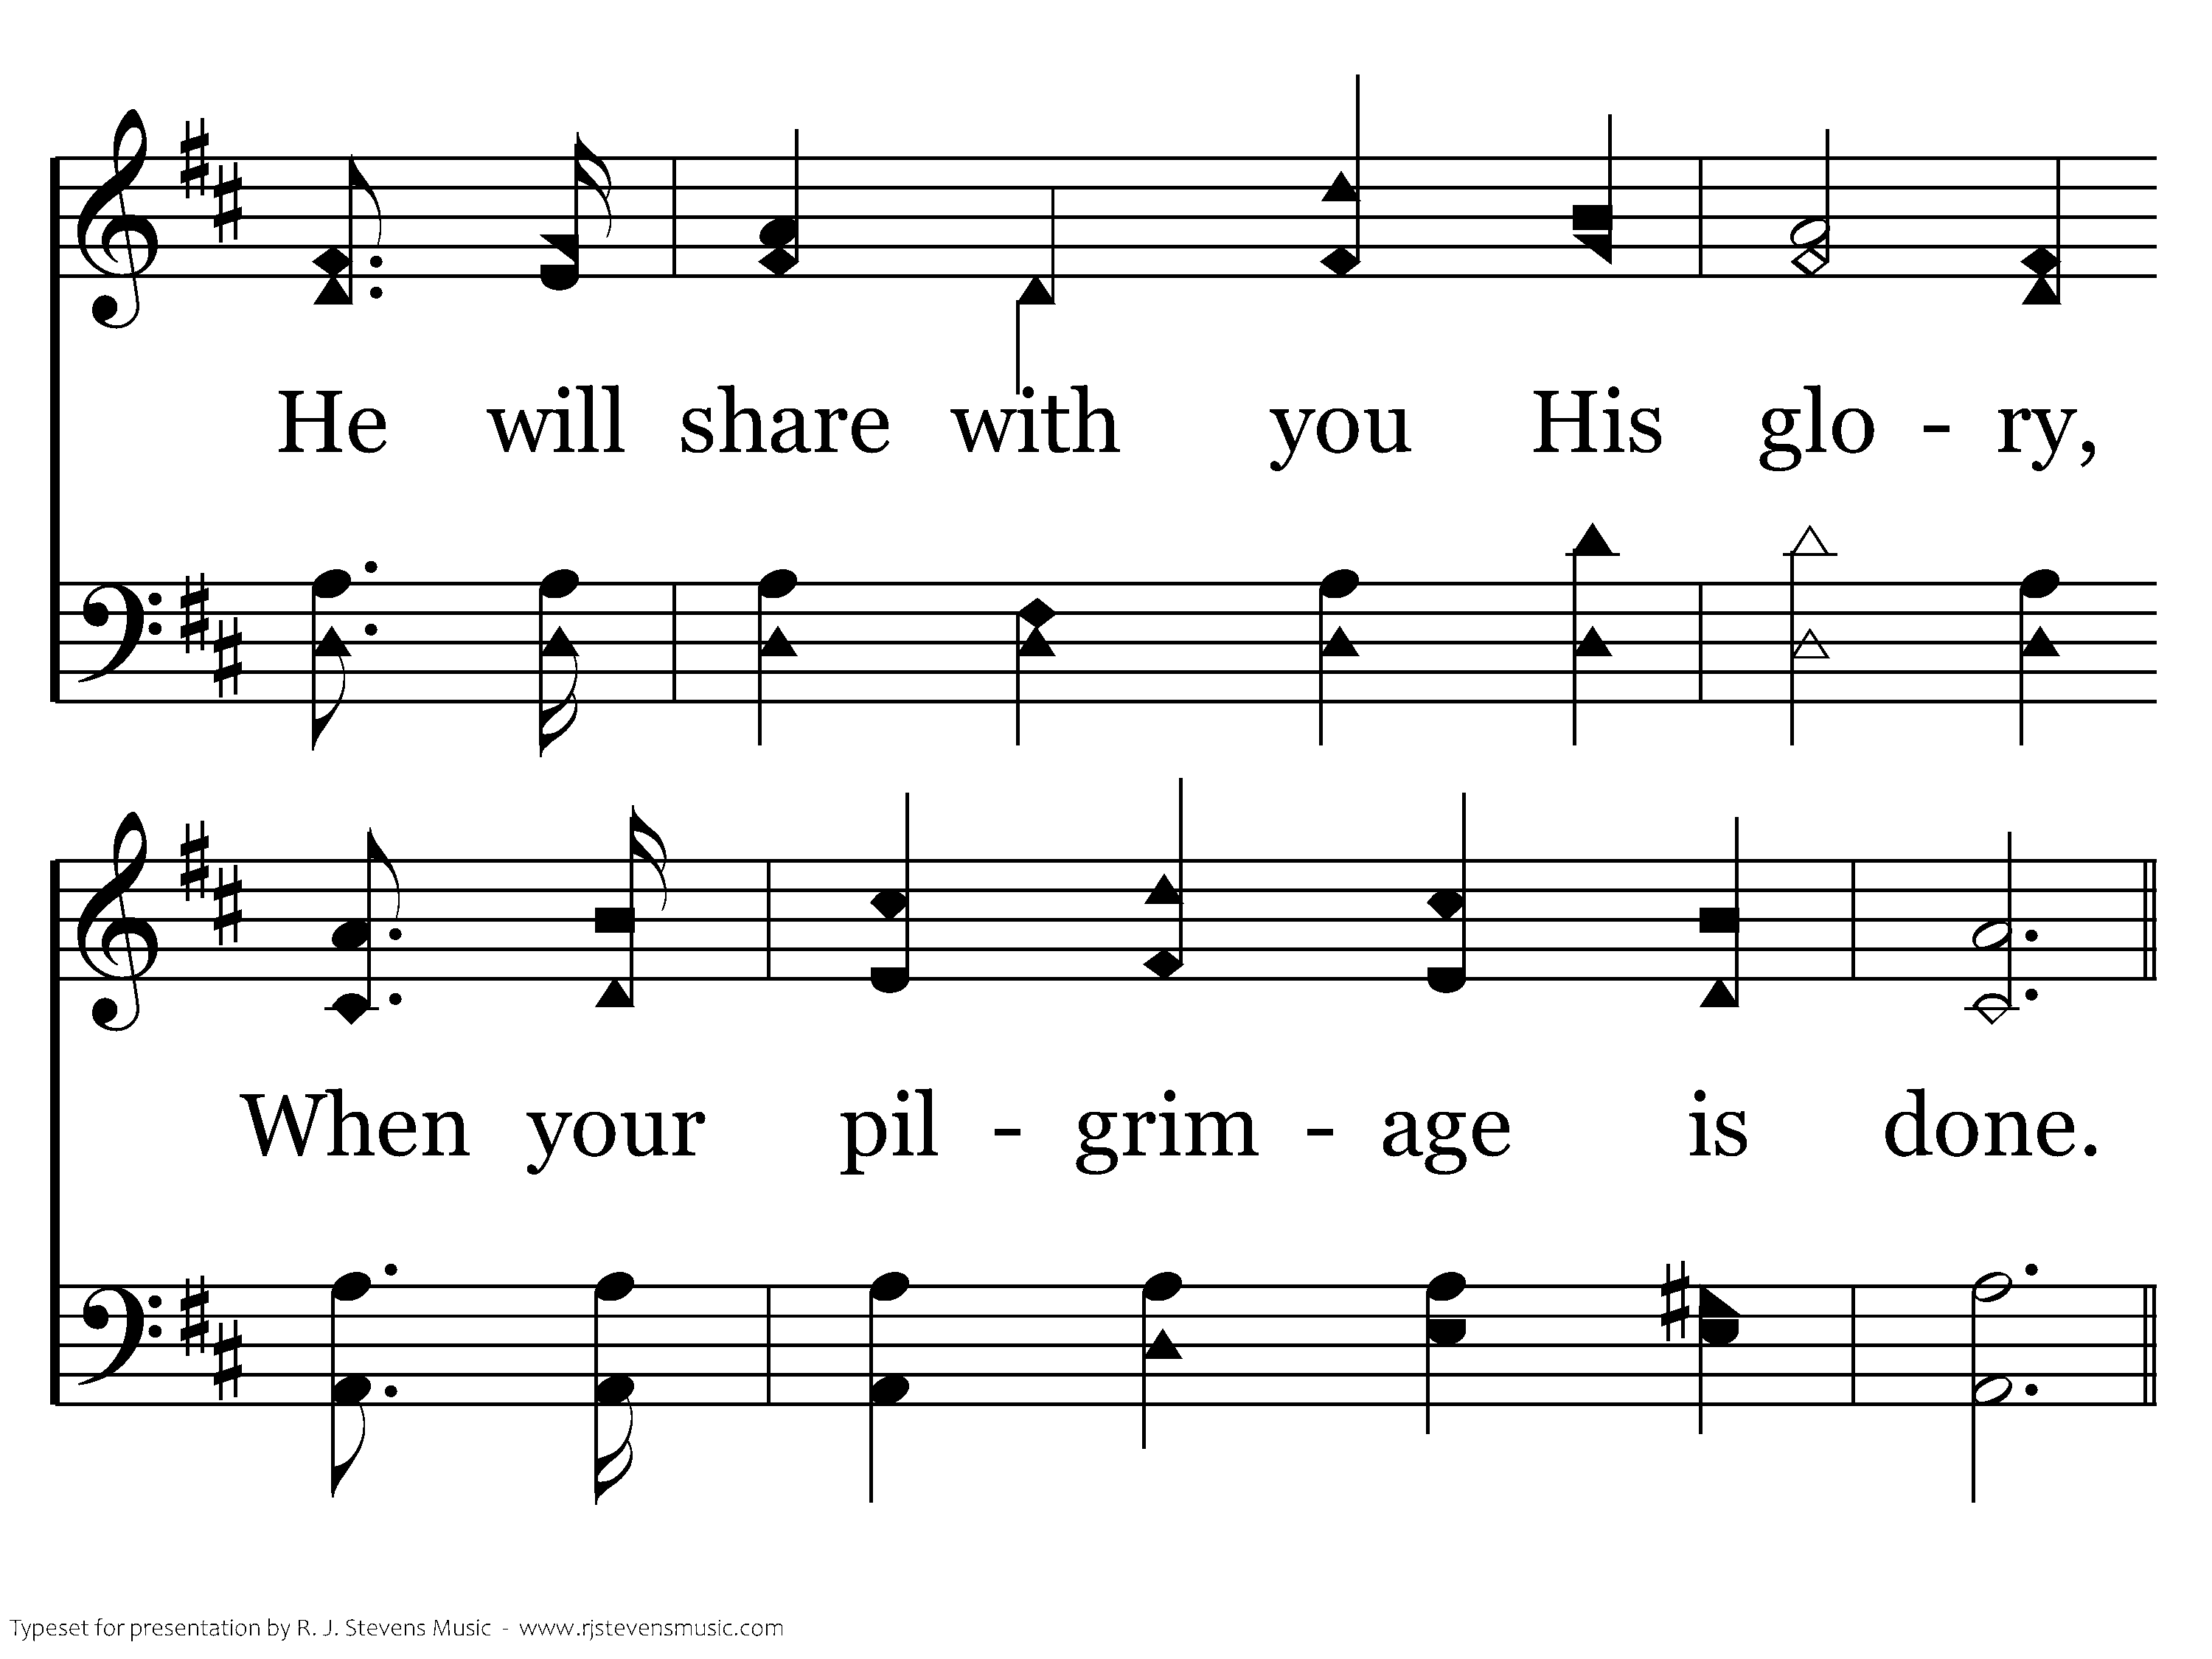 He will share with you His glo - ry,
When your pil - grim - age is done.
Typeset for presentation by R. J. Stevens Music - www.rjstevensmusic.com